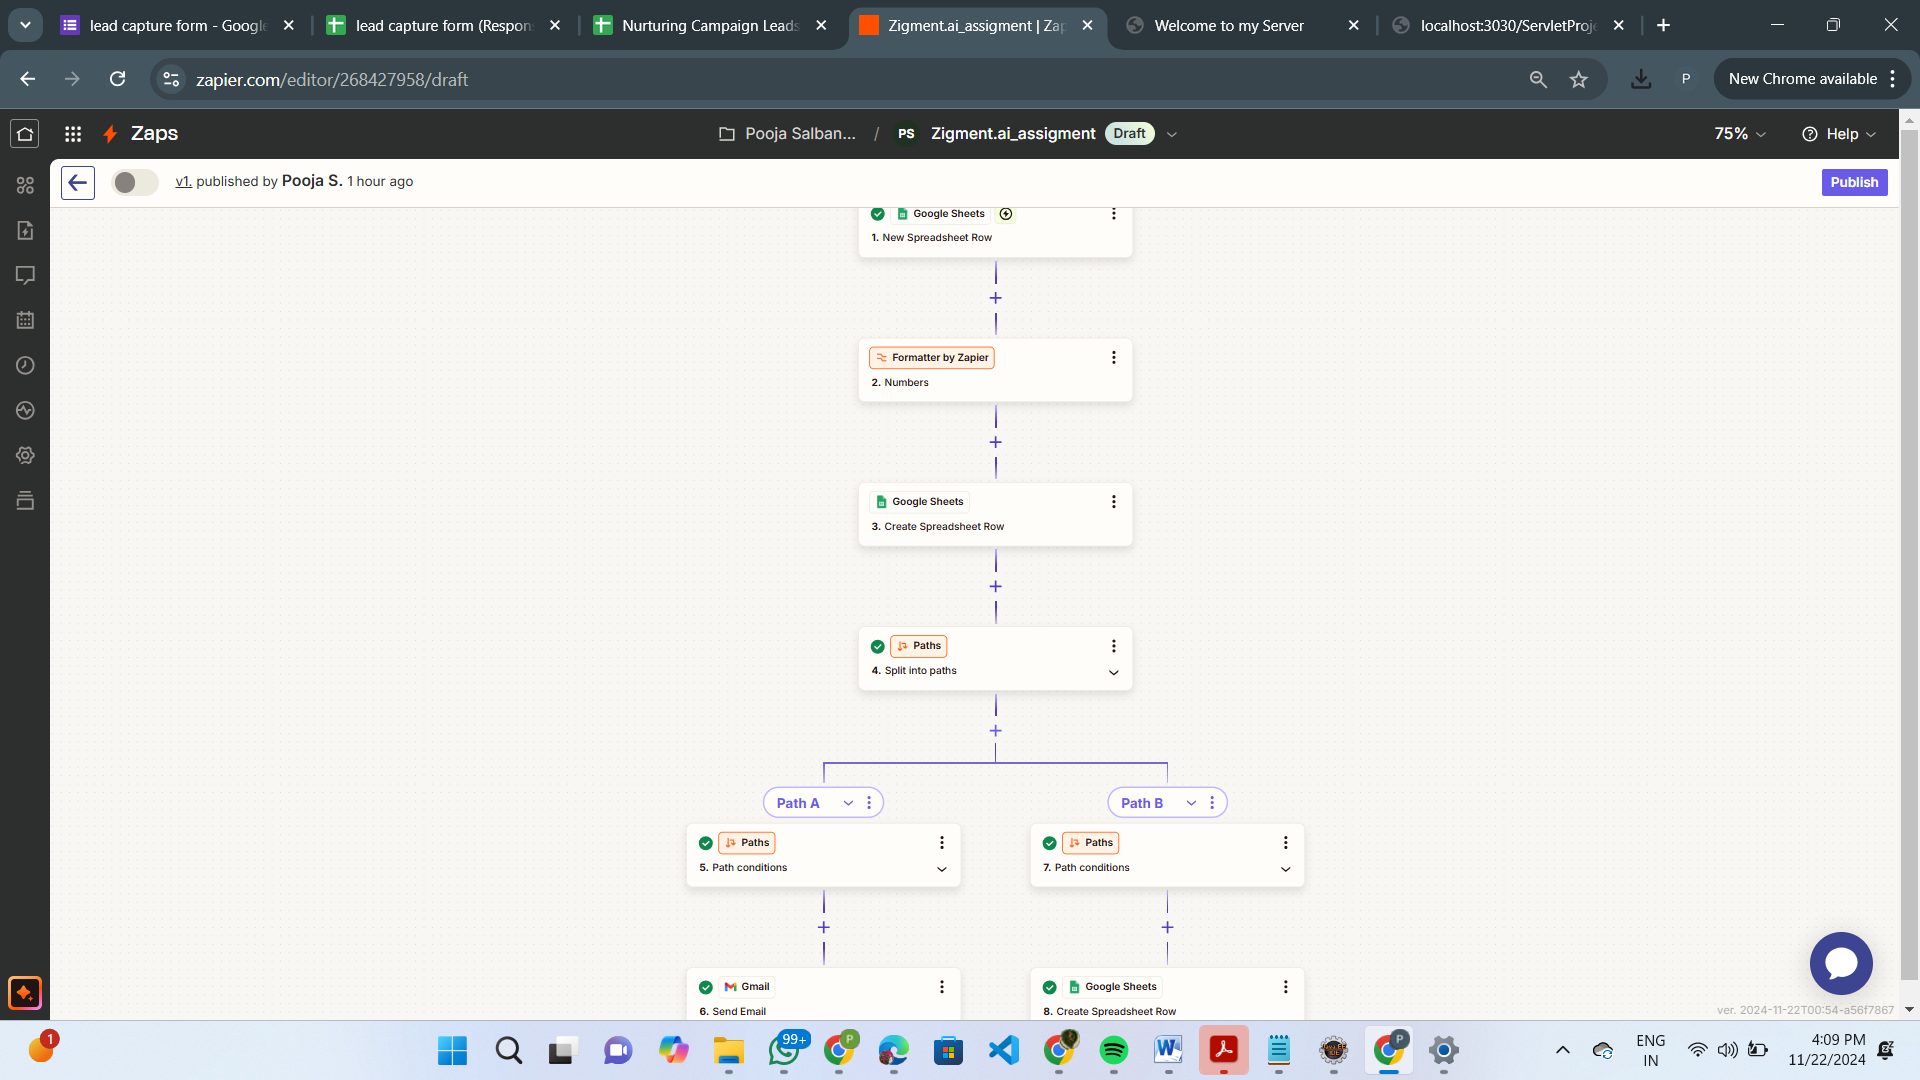 lead capture form - Google
lead capture form (Respon
Nurturing Campaign Leads
Zigment.ai_assigment | Zap
Welcome to my Server
localhost:3030/ServletProje
zapier.com/editor/268427958/draft
P
New Chrome available
Zaps
Pooja Salban... / PS Zigment.ai_assigment Draft
75%
Help
v1. published by Pooja S. 1 hour ago
Publish
Google Sheets
1. New Spreadsheet Row
Formatter by Zapier
2. Numbers
Google Sheets
3. Create Spreadsheet Row
Paths
4. Split into paths
Path A
Path B
Paths
5. Path conditions
Paths
7. Path conditions
Gmail
6. Send Email
Google Sheets
8. Create Spreadsheet Row
ver. 2024-11-22T00:54-a56f7867
1
99+
P
P
ENG
IN
4:09 PM
11/22/2024